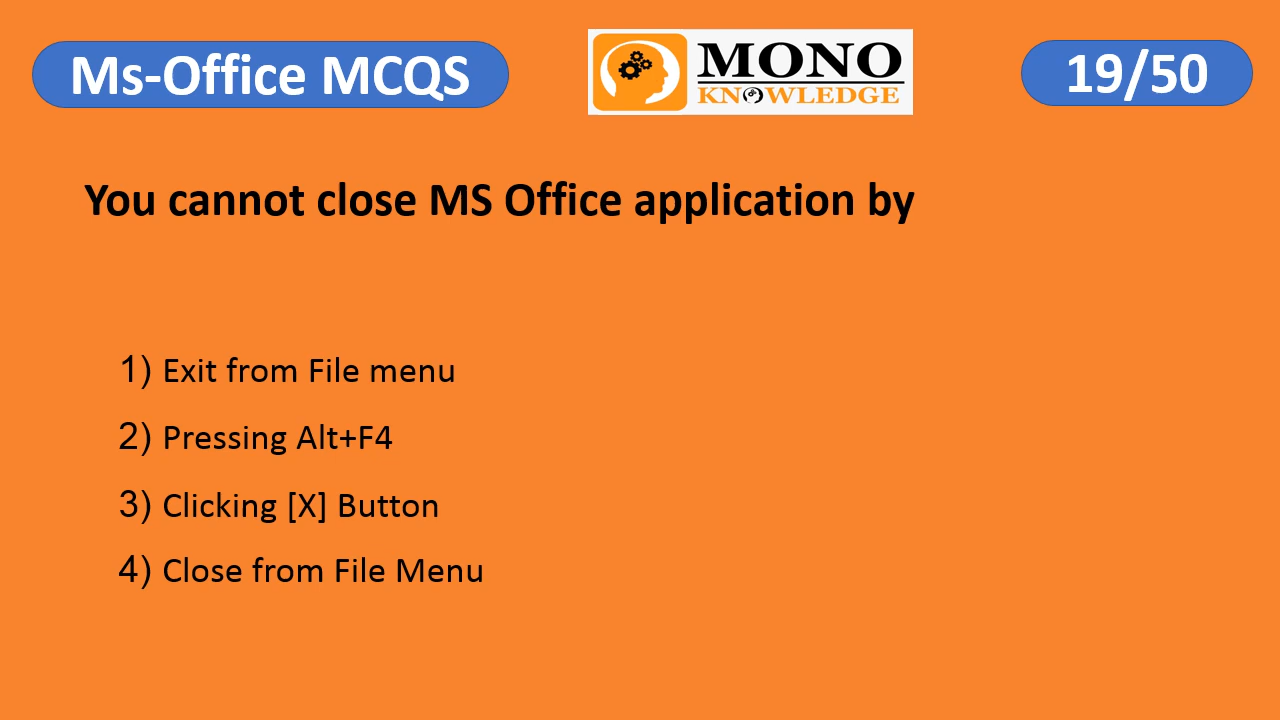 Ms-Office MCQS
MONO
KNOWLEDGE
19/50
You cannot close MS Office application by
1) Exit from File menu
2) Pressing Alt+F4
3) Clicking [X] Button
4) Close from File Menu